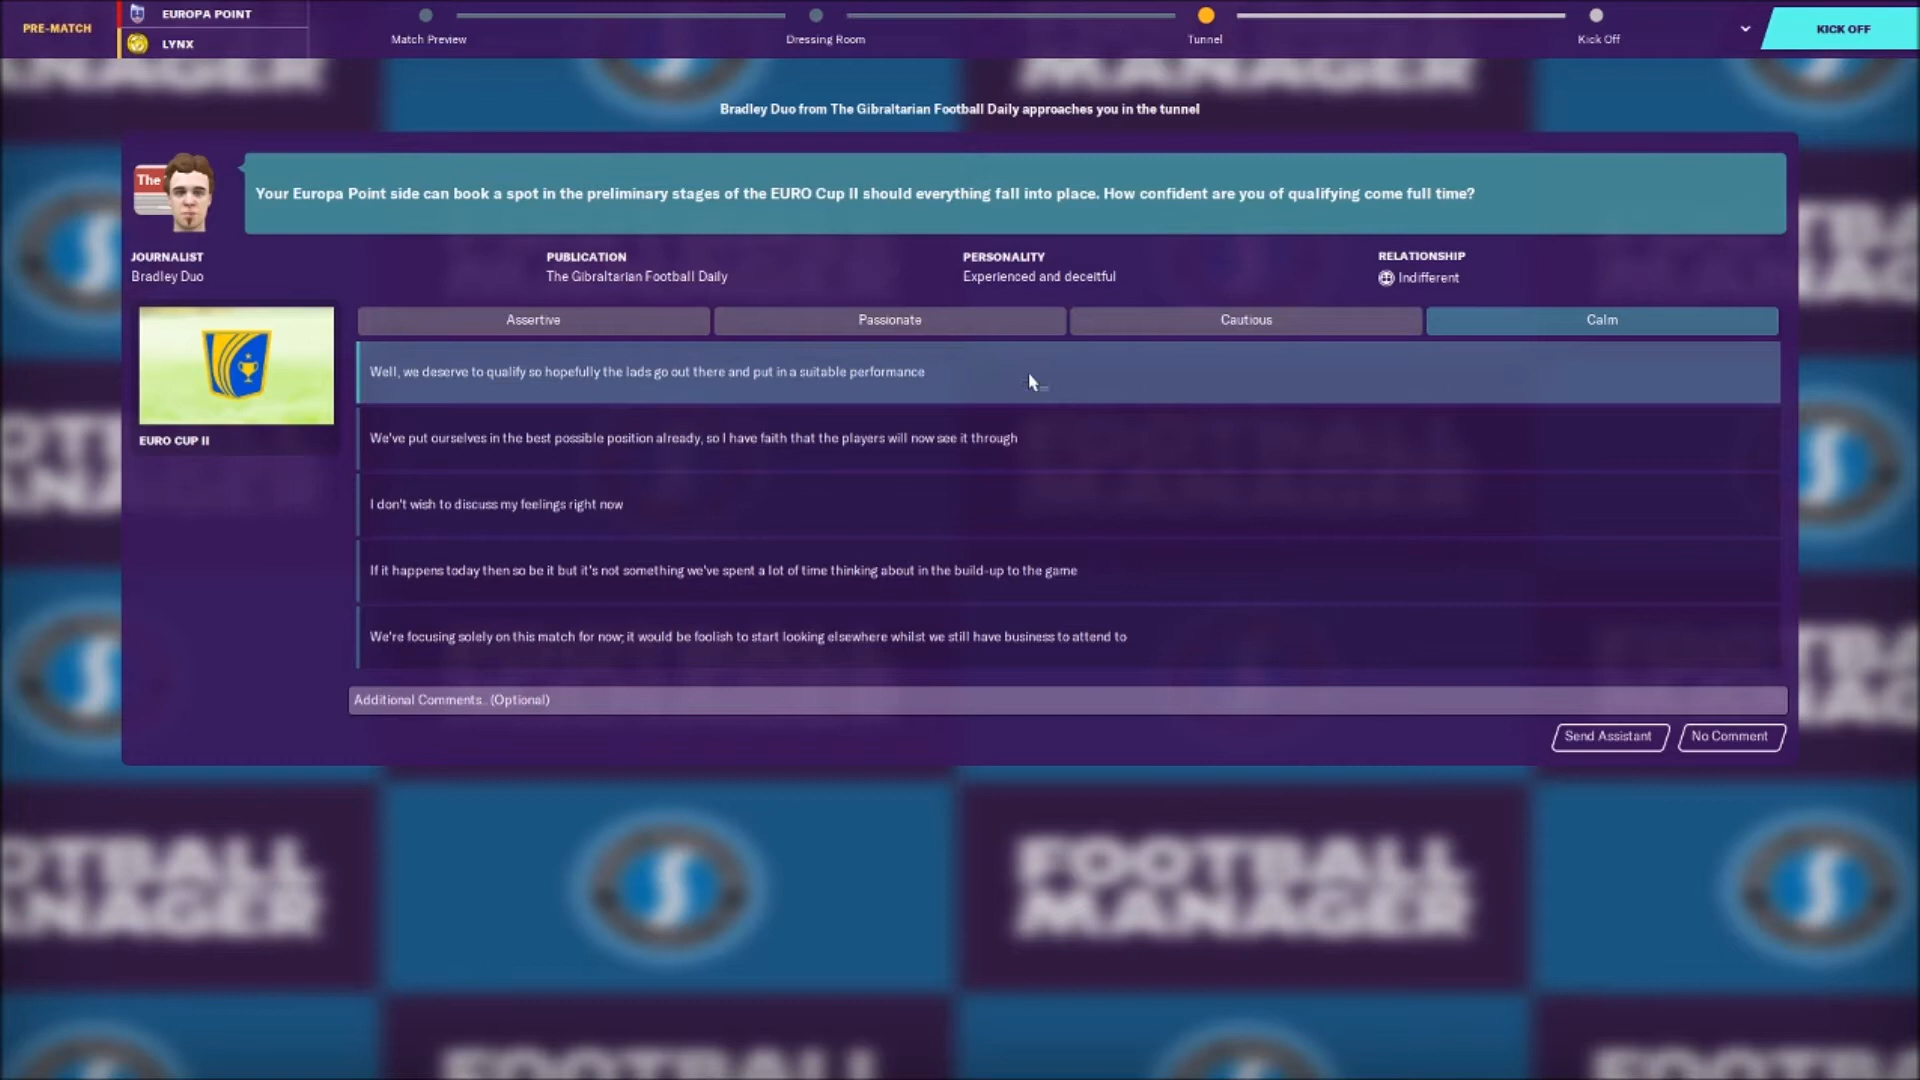 PRE-MATCH
EUROPA POINT
LYNX
Match Preview
Dressing Room
Tunnel
Kick Off
KICK OFF
MANAGER
Bradley Duo from The Gibraltarian Football Daily approaches you in the tunnel
The
Your Europa Point side can book a spot in the preliminary stages of the EURO Cup II should everything fall into place. How confident are you of qualifying come full time?
JOURNALIST
Bradley Duo
PUBLICATION
The Gibraltarian Football Daily
PERSONALITY
Experienced and deceitful
RELATIONSHIP
Indifferent
Assertive
Passionate
Cautious
Calm
EURO CUP II
Well, we deserve to qualify so hopefully the lads go out there and put in a suitable performance
We've put ourselves in the best possible position already, so I have faith that the players will now see it through
I don't wish to discuss my feelings right now
If it happens today then so be it but it's not something we've spent a lot of time thinking about in the build-up to the game
We're focusing solely on this match for now; it would be foolish to start looking elsewhere whilst we still have business to attend to
Additional Comments.. (Optional)
Send Assistant
No Comment
FOOTBALL
MANAGER